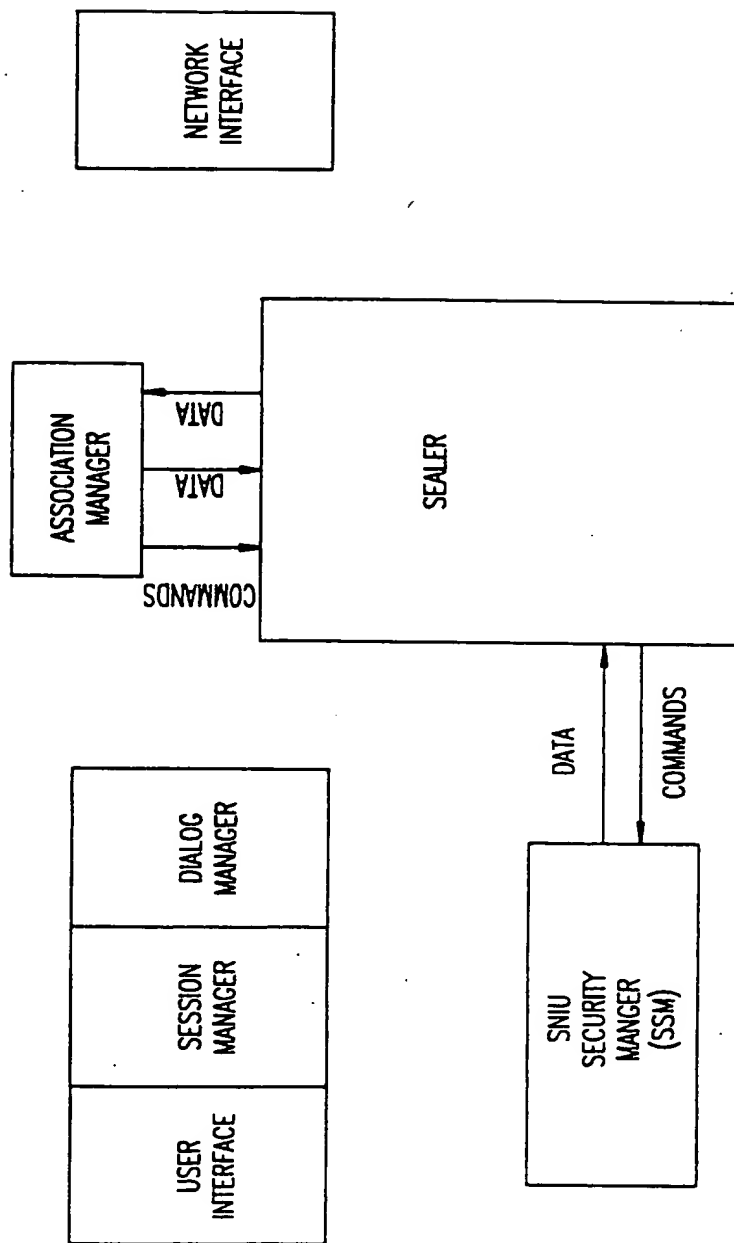 USER
INTERFACE
SESSION
MANAGER
DIALOG
MANAGER
ASSOCIATION
MANAGER
NETWORK
INTERFACE
COMMANDS
DATA
DATA
SEALER
DATA
COMMANDS
SNIU
SECURITY
MANGER
(SSM)